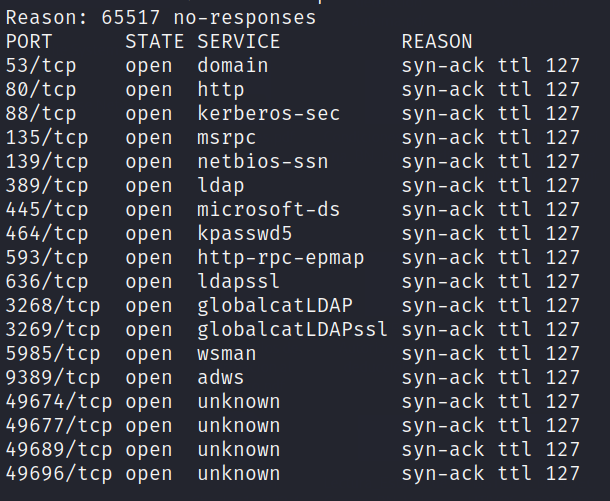 Reason: 65517 no-responses
PORT STATE SERVICE REASON
53/tcp open domain syn-ack ttl 127
80/tcp open http syn-ack ttl 127
88/tcp open kerberos-sec syn-ack ttl 127
135/tcp open msrpc syn-ack ttl 127
139/tcp open netbios-ssn syn-ack ttl 127
389/tcp open ldap syn-ack ttl 127
445/tcp open microsoft-ds syn-ack ttl 127
464/tcp open kpasswd5 syn-ack ttl 127
593/tcp open http-rpc-epmap syn-ack ttl 127
636/tcp open ldapssl syn-ack ttl 127
3268/tcp open globalcatLDAP syn-ack ttl 127
3269/tcp open globalcatLDAPssl syn-ack ttl 127
5985/tcp open wsman syn-ack ttl 127
9389/tcp open adws syn-ack ttl 127
49674/tcp open unknown syn-ack ttl 127
49677/tcp open unknown syn-ack ttl 127
49689/tcp open unknown syn-ack ttl 127
49696/tcp open unknown syn-ack ttl 127